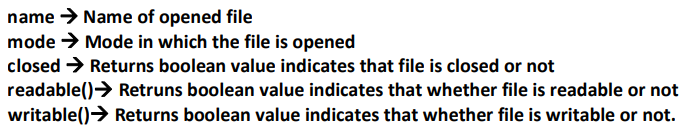 name → Name of opened file
mode → Mode in which the file is opened
closed → Returns boolean value indicates that file is closed or not
readable()→ Retruns boolean value indicates that whether file is readable or not
writable()→ Returns boolean value indicates that whether file is writable or not.